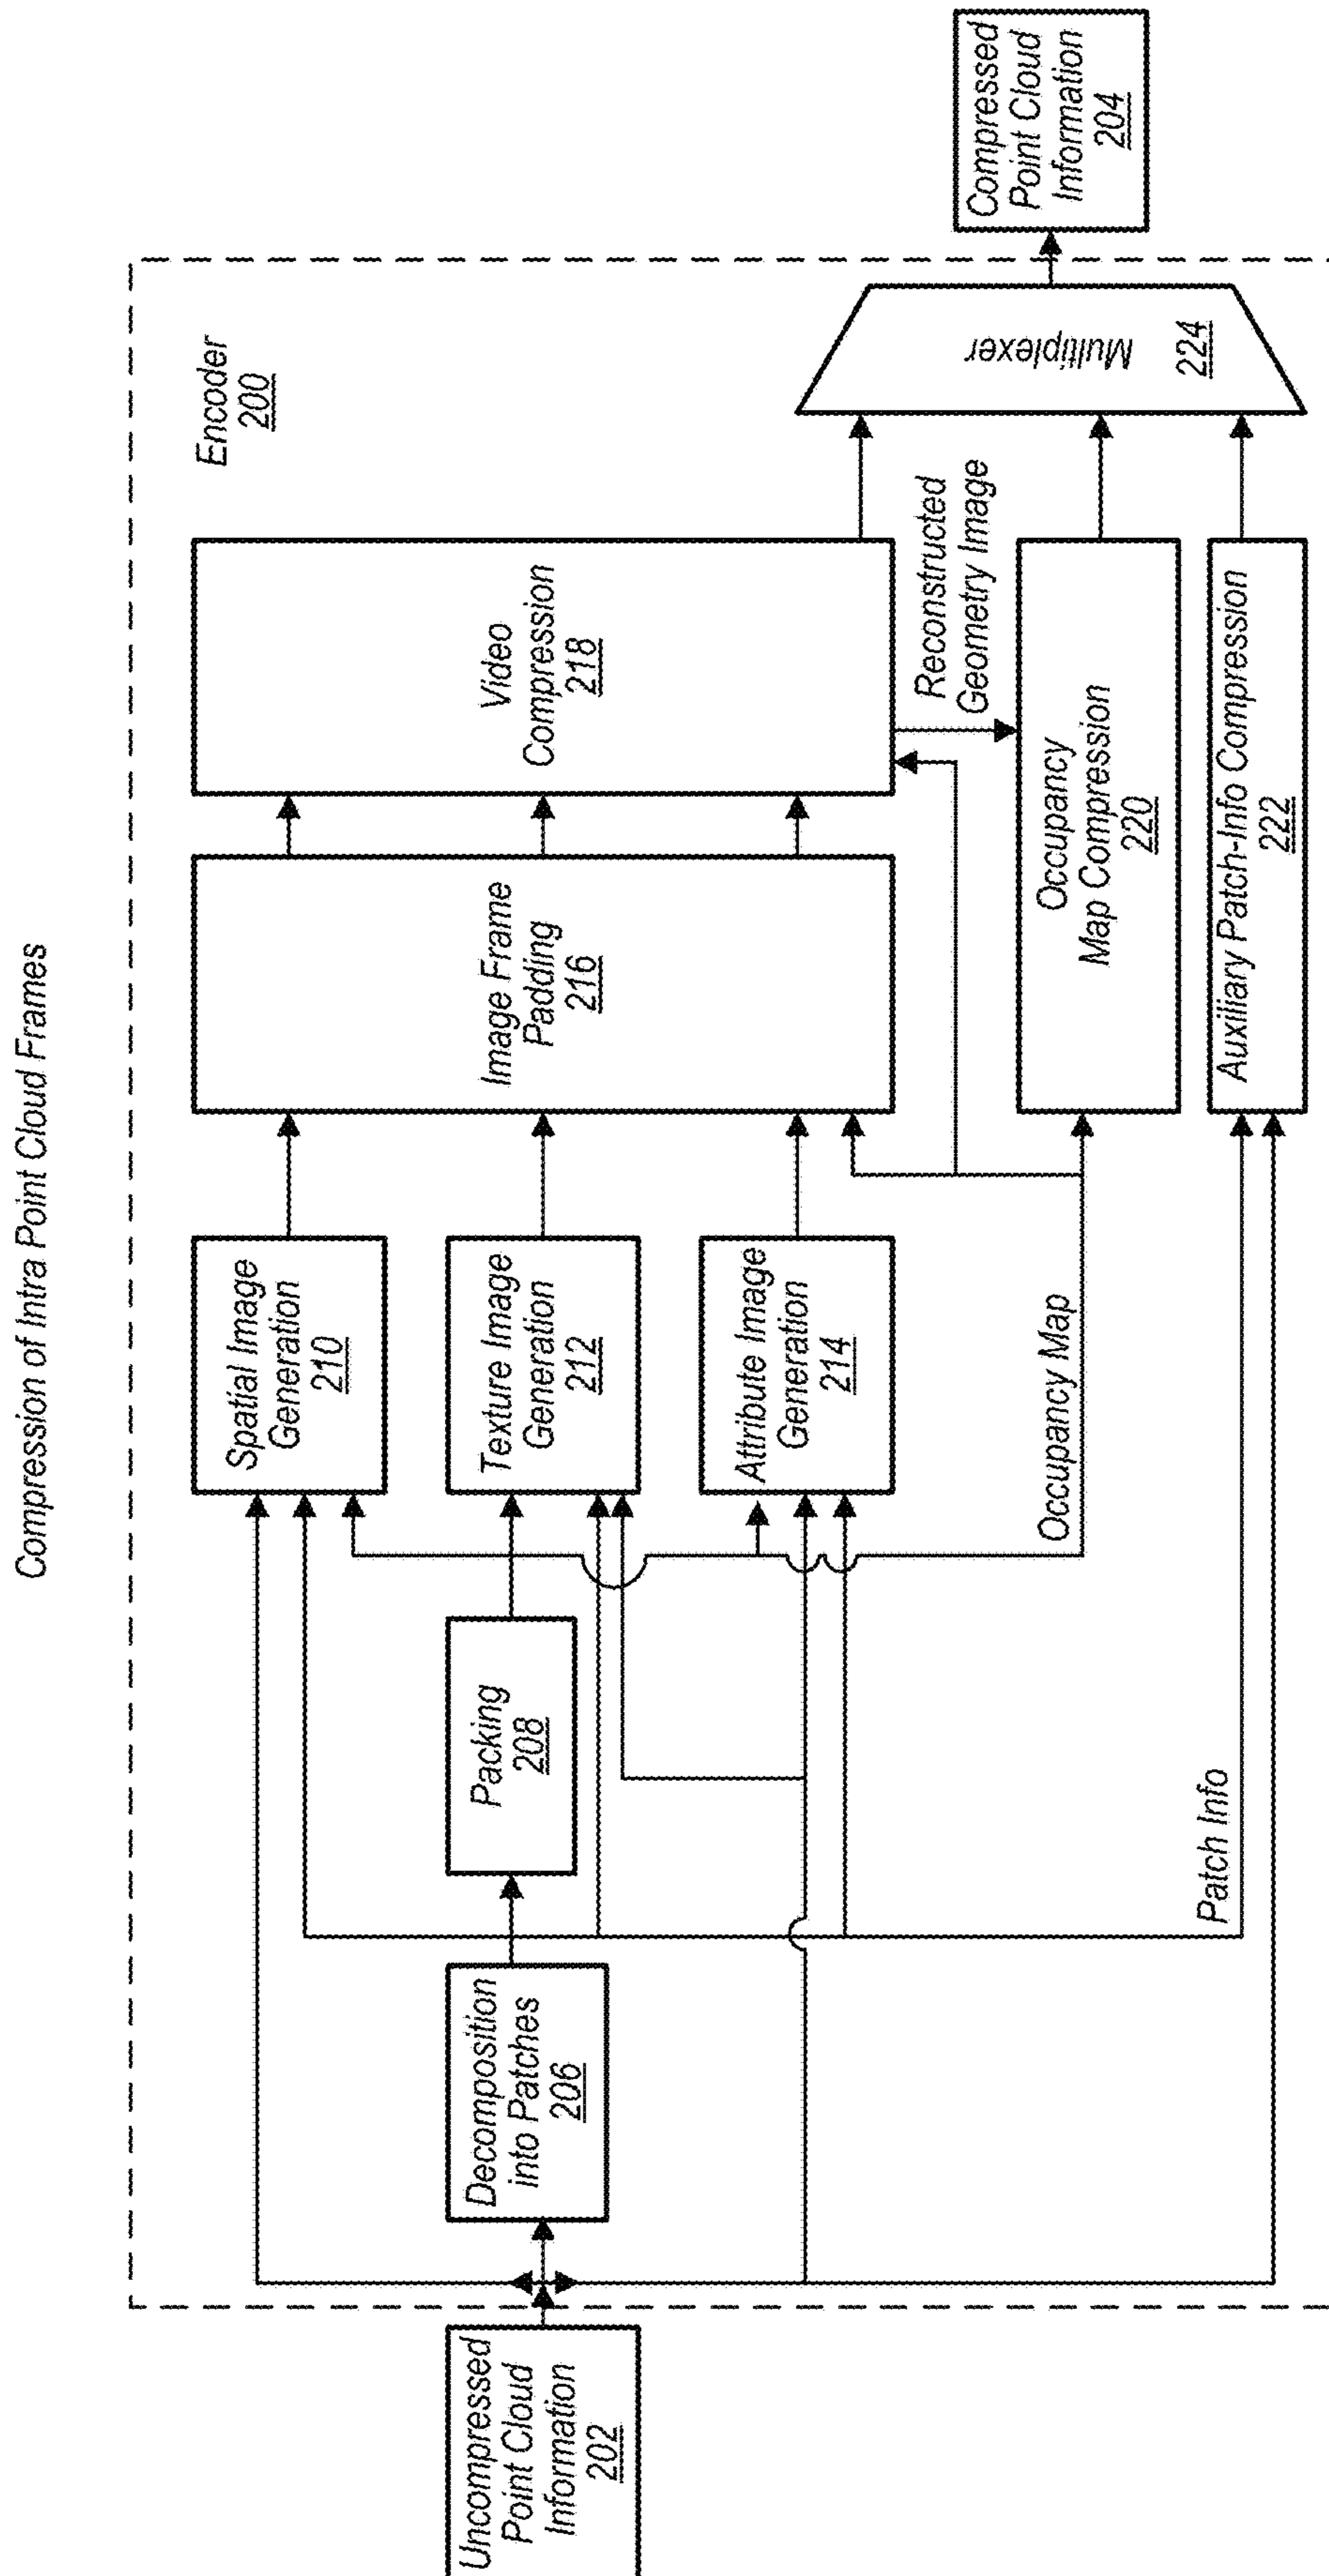 Compression of Intra Point Cloud Frames
Encoder
200
Uncompressed
Point Cloud
Information
202
Decomposition
into Patches
206
Packing
208
Spatial Image
Generation
210
Texture Image
Generation
212
Attribute Image
Generation
214
Image Frame
Padding
216
Video
Compression
218
Reconstructed
Geometry Image
Occupancy Map
Occupancy
Map Compression
220
Patch Info
Auxiliary Patch-Info Compression
222
Multiplexer
224
Compressed
Point Cloud
Information
204